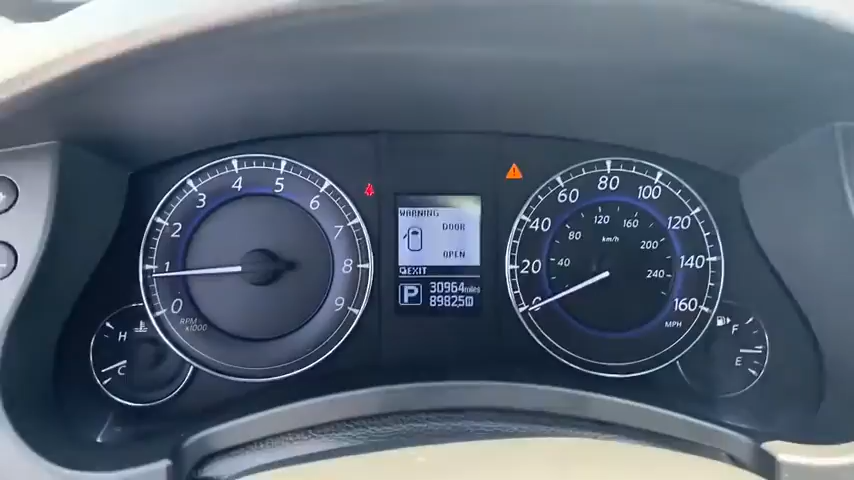 0 1 2 3 4 5 6 7 8 9
RPM
x1000
H
C
WARNING
DOOR
OPEN
EXIT
P
30964miles
89825
0 20 40 60 80 100 120 140 160
MPH
40 80 120 160 200 240
km/h
F
E